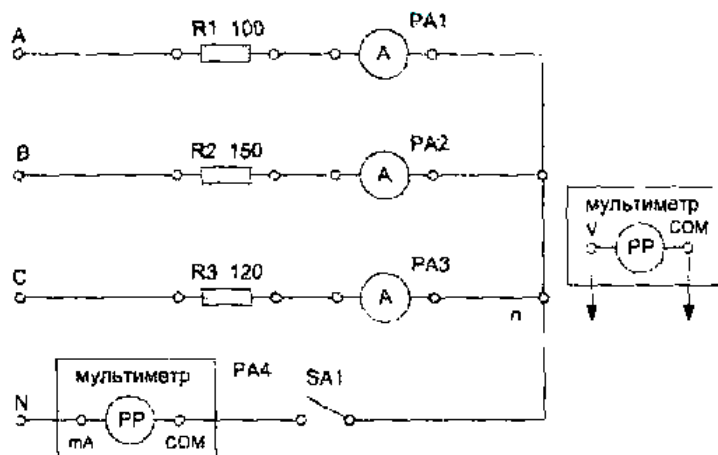 A
R1 100
A
PA1
B
R2 150
A
PA2
C
R3 120
A
PA3
n
мультиметр
V
PP
COM
N
мультиметр
mA
PP
COM
PA4
SA1